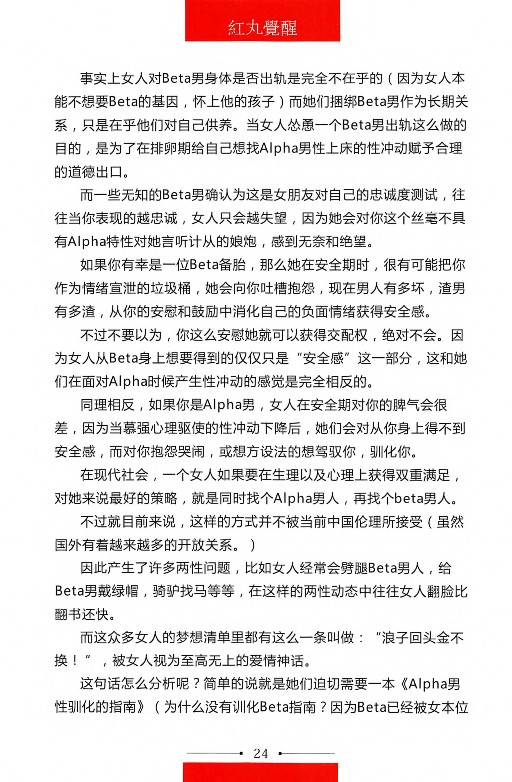 紅丸覺醒
事实上女人对Beta男身体是否出轨是完全不在乎的（因为女人本
能不想要Beta的基因，怀上他的孩子）而她们捆绑Beta男作为长期关
系，只是在乎他们对自己供养。当女人怂恿一个Beta男出轨这么做的
目的，是为了在排卵期给自己想找Alpha男性上床的性冲动赋予合理
的道德出口。
而一些无知的Beta男确认为这是女朋友对自己的忠诚度测试，往
往当你表现的越忠诚，女人只会越失望，因为她会对你这个丝毫不具
有Alpha特性对她言听计从的娘炮，感到无奈和绝望。
如果你有幸是一位Beta备胎，那么她在安全期时，很有可能把你
作为情绪宣泄的垃圾桶，她会向你吐槽抱怨，现在男人有多坏，渣男
有多渣，从你的安慰和鼓励中消化自己的负面情绪获得安全感。
不过不要以为，你这么安慰她就可以获得交配权，绝对不会。因
为女人从Beta身上想要得到的仅仅只是“安全感”这一部分，这和她
们在面对Alpha时候产生性冲动的感觉是完全相反的。
同理相反，如果你是Alpha男，女人在安全期对你的脾气会很
差，因为当慕强心理驱使的性冲动下降后，她们会对从你身上得不到
安全感，而对你抱怨哭闹，或想方设法的想驾驭你，驯化你。
在现代社会，一个女人如果要在生理以及心理上获得双重满足，
对她来说最好的策略，就是同时找个Alpha男人，再找个beta男人。
不过就目前来说，这样的方式并不被当前中国伦理所接受（虽然
国外有着越来越多的开放关系。）
因此产生了许多两性问题，比如女人经常会劈腿Beta男人，给
Beta男戴绿帽，骑驴找马等等，在这样的两性动态中往往女人翻脸比
翻书还快。
而这众多女人的梦想清单里都有这么一条叫做：“浪子回头金不
换！”，被女人视为至高无上的爱情神话。
这句话怎么分析呢？简单的说就是她们迫切需要一本《Alpha男
性驯化的指南》（为什么没有训化Beta指南？因为Beta已经被女本位
24